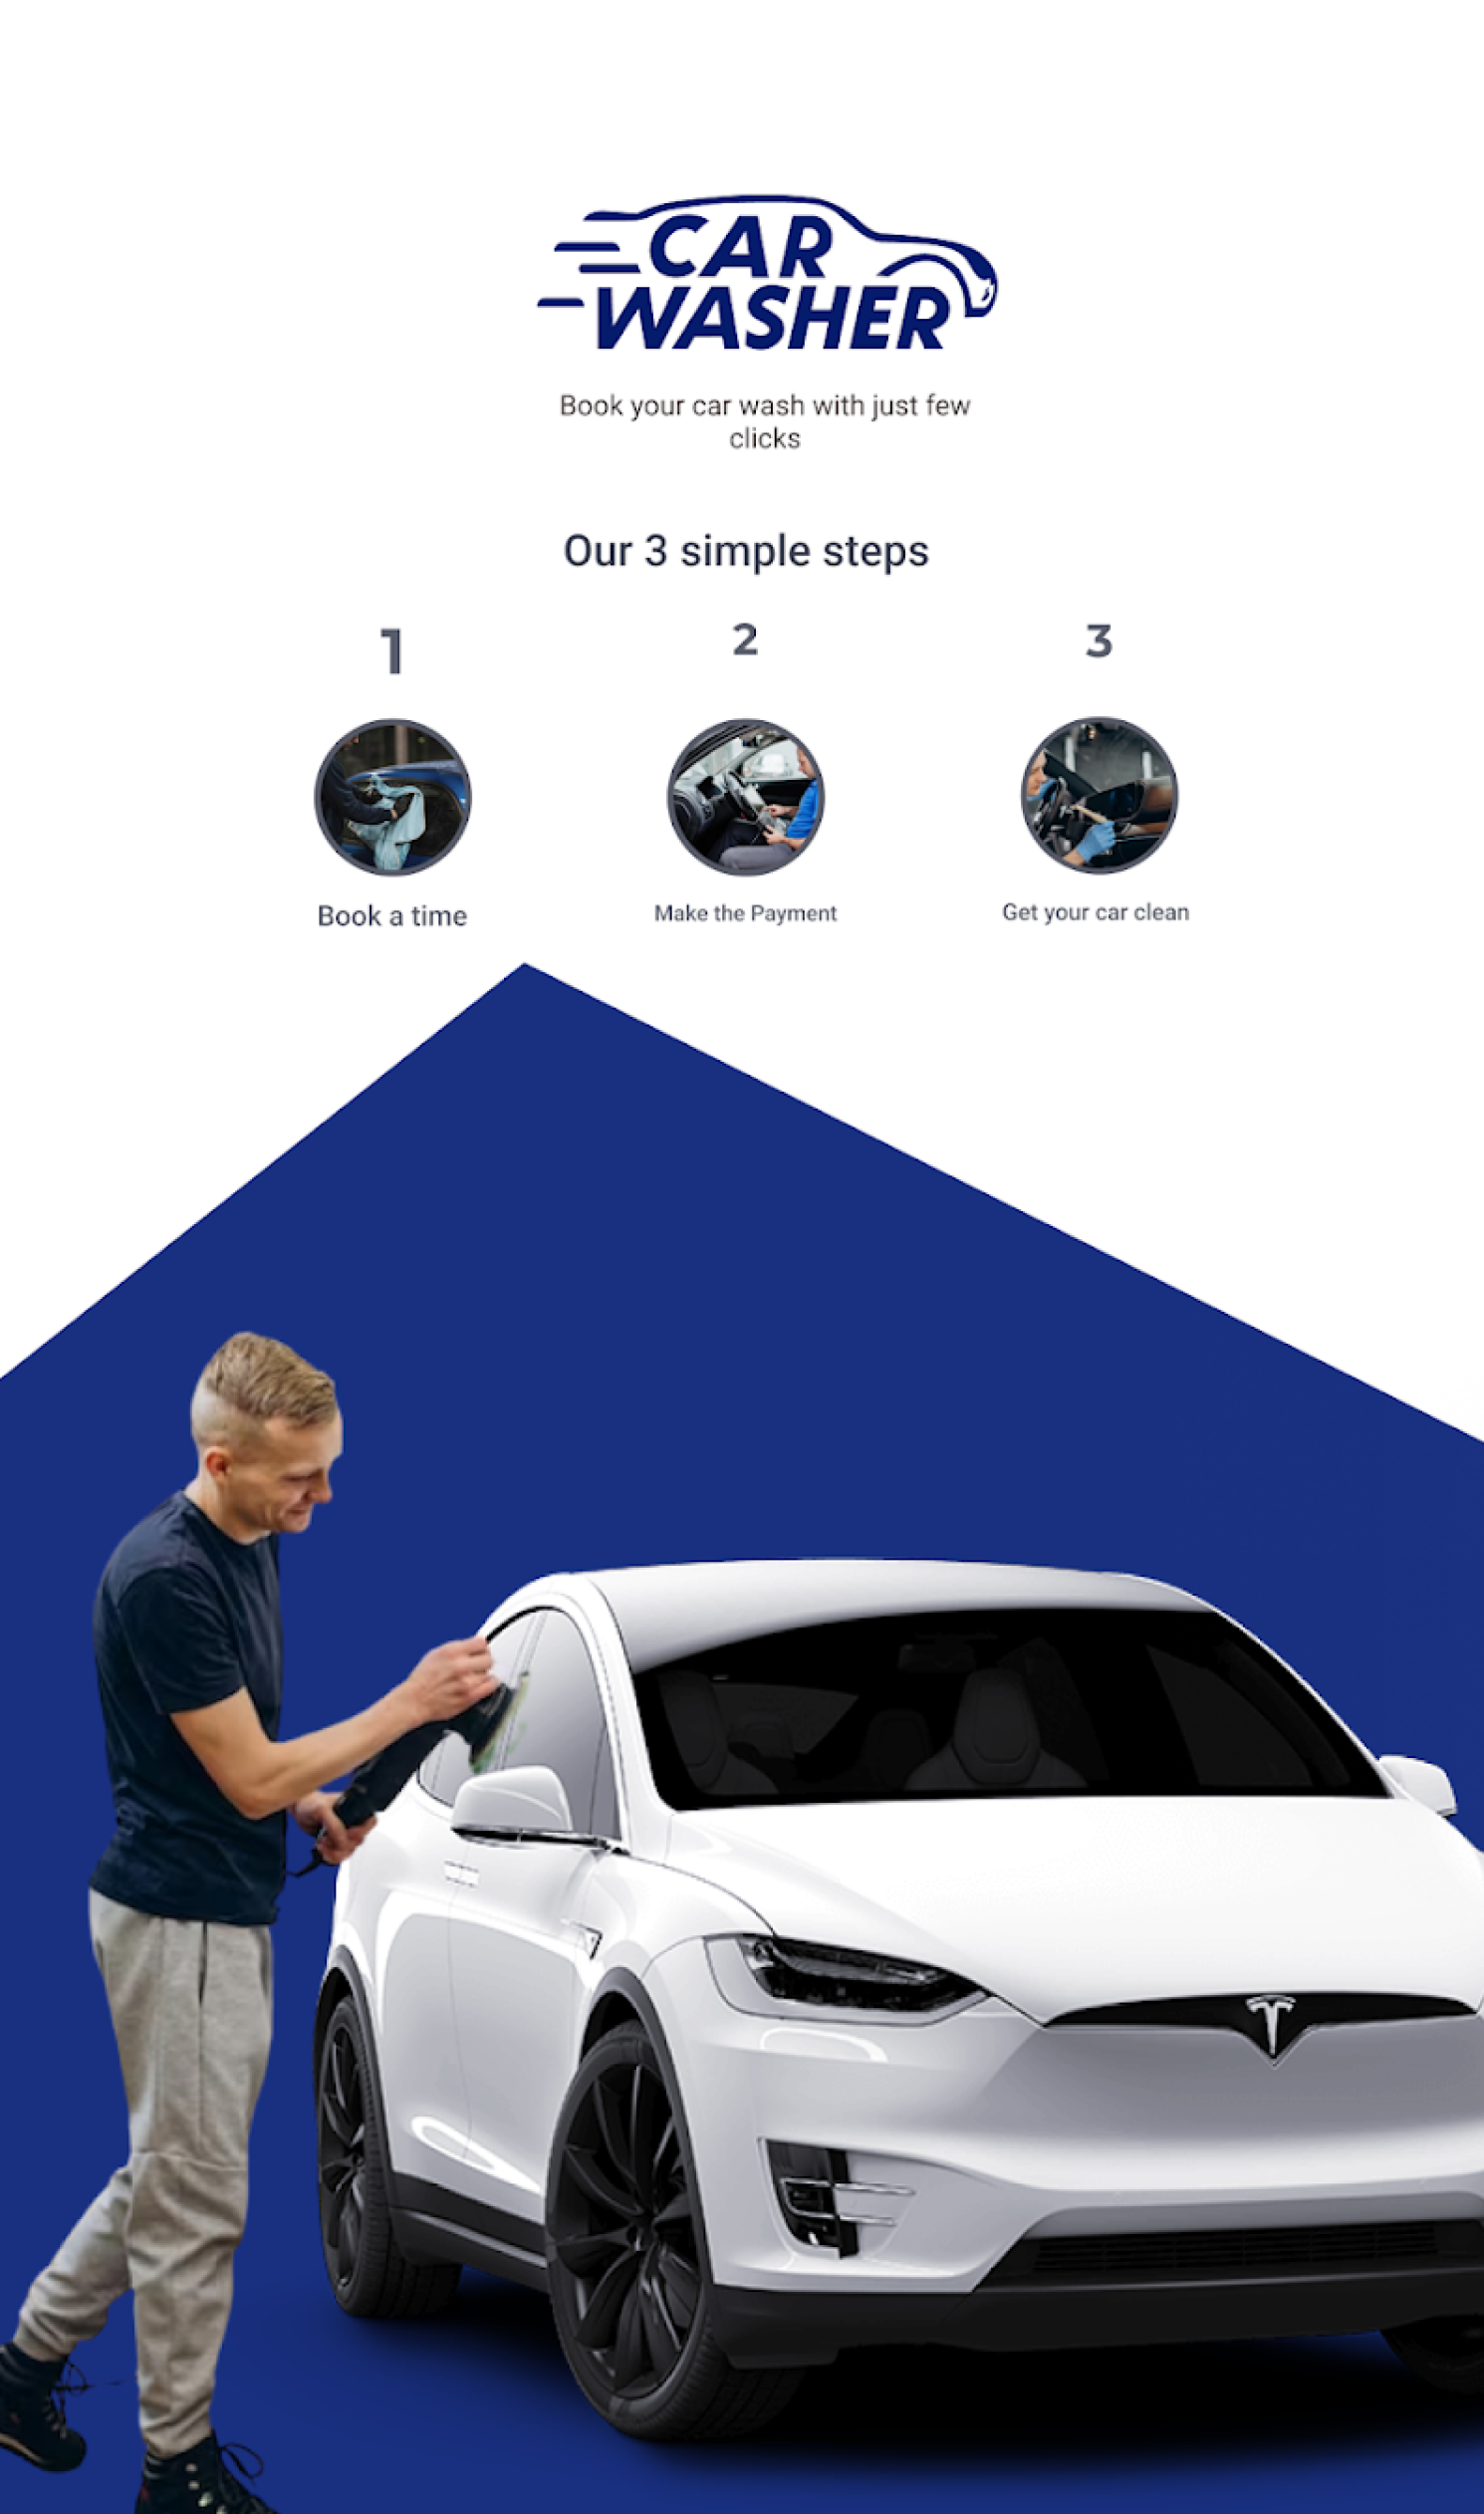 CAR
WASHER
Book your car wash with just few
clicks
Our 3 simple steps
1
2
3
Book a time
Make the Payment
Get your car clean